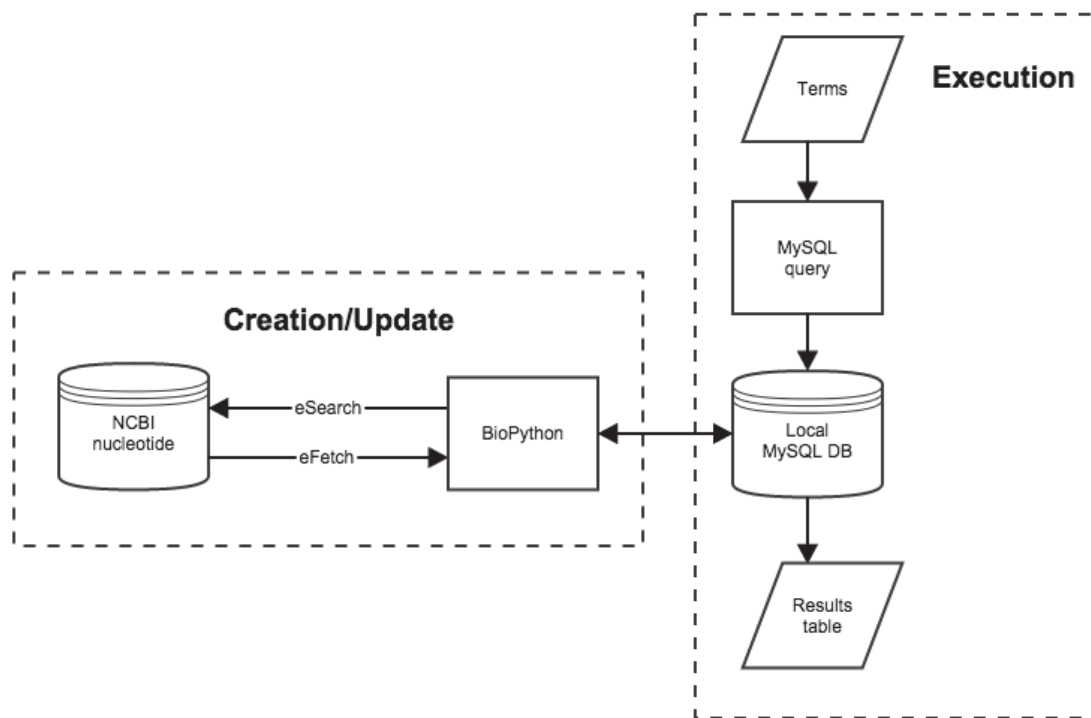 Terms
Execution
MySQL
query
Creation/Update
NCBI
nucleotide
eSearch
eFetch
BioPython
Local
MySQL DB
Results
table